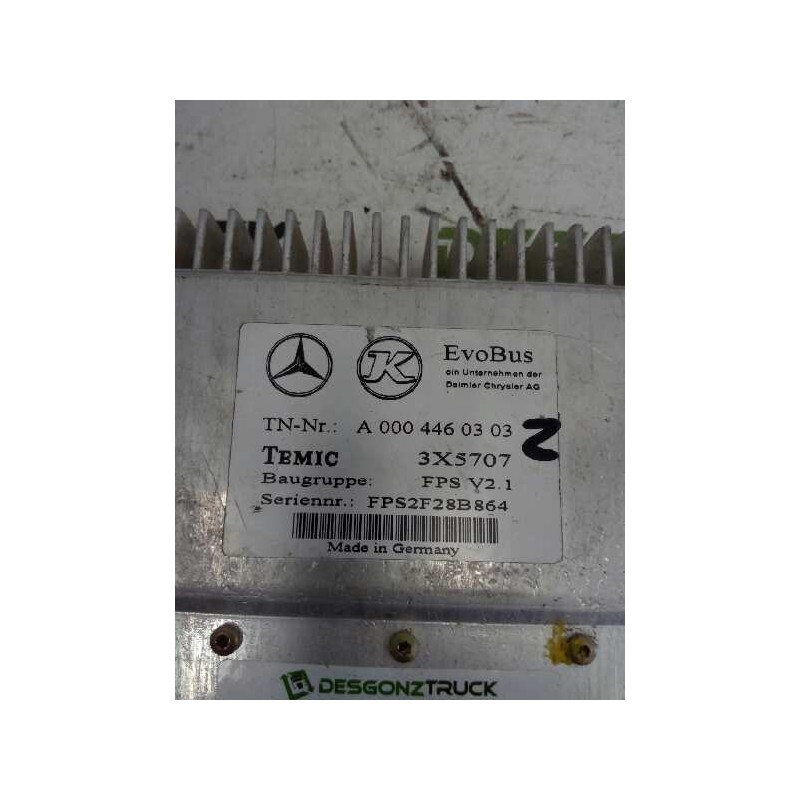 K
EvoBus
ein Unternehmen der
Daimler Chrysler AG
TN-Nr.: A 000 446 03 03
2
TEMIC 3X5707
Baugruppe: FPS V2.1
Seriennr.: FPS2F28B864
Made in Germany
DESGONZTRUCK